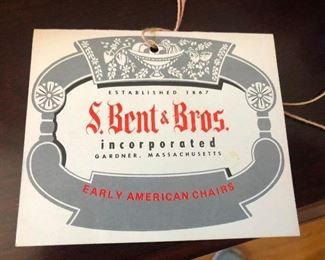 ESTABLISHED 1867
S. Bent & Bros.
incorporated
GARDNER, MASSACHUSETTS
EARLY AMERICAN CHAIRS